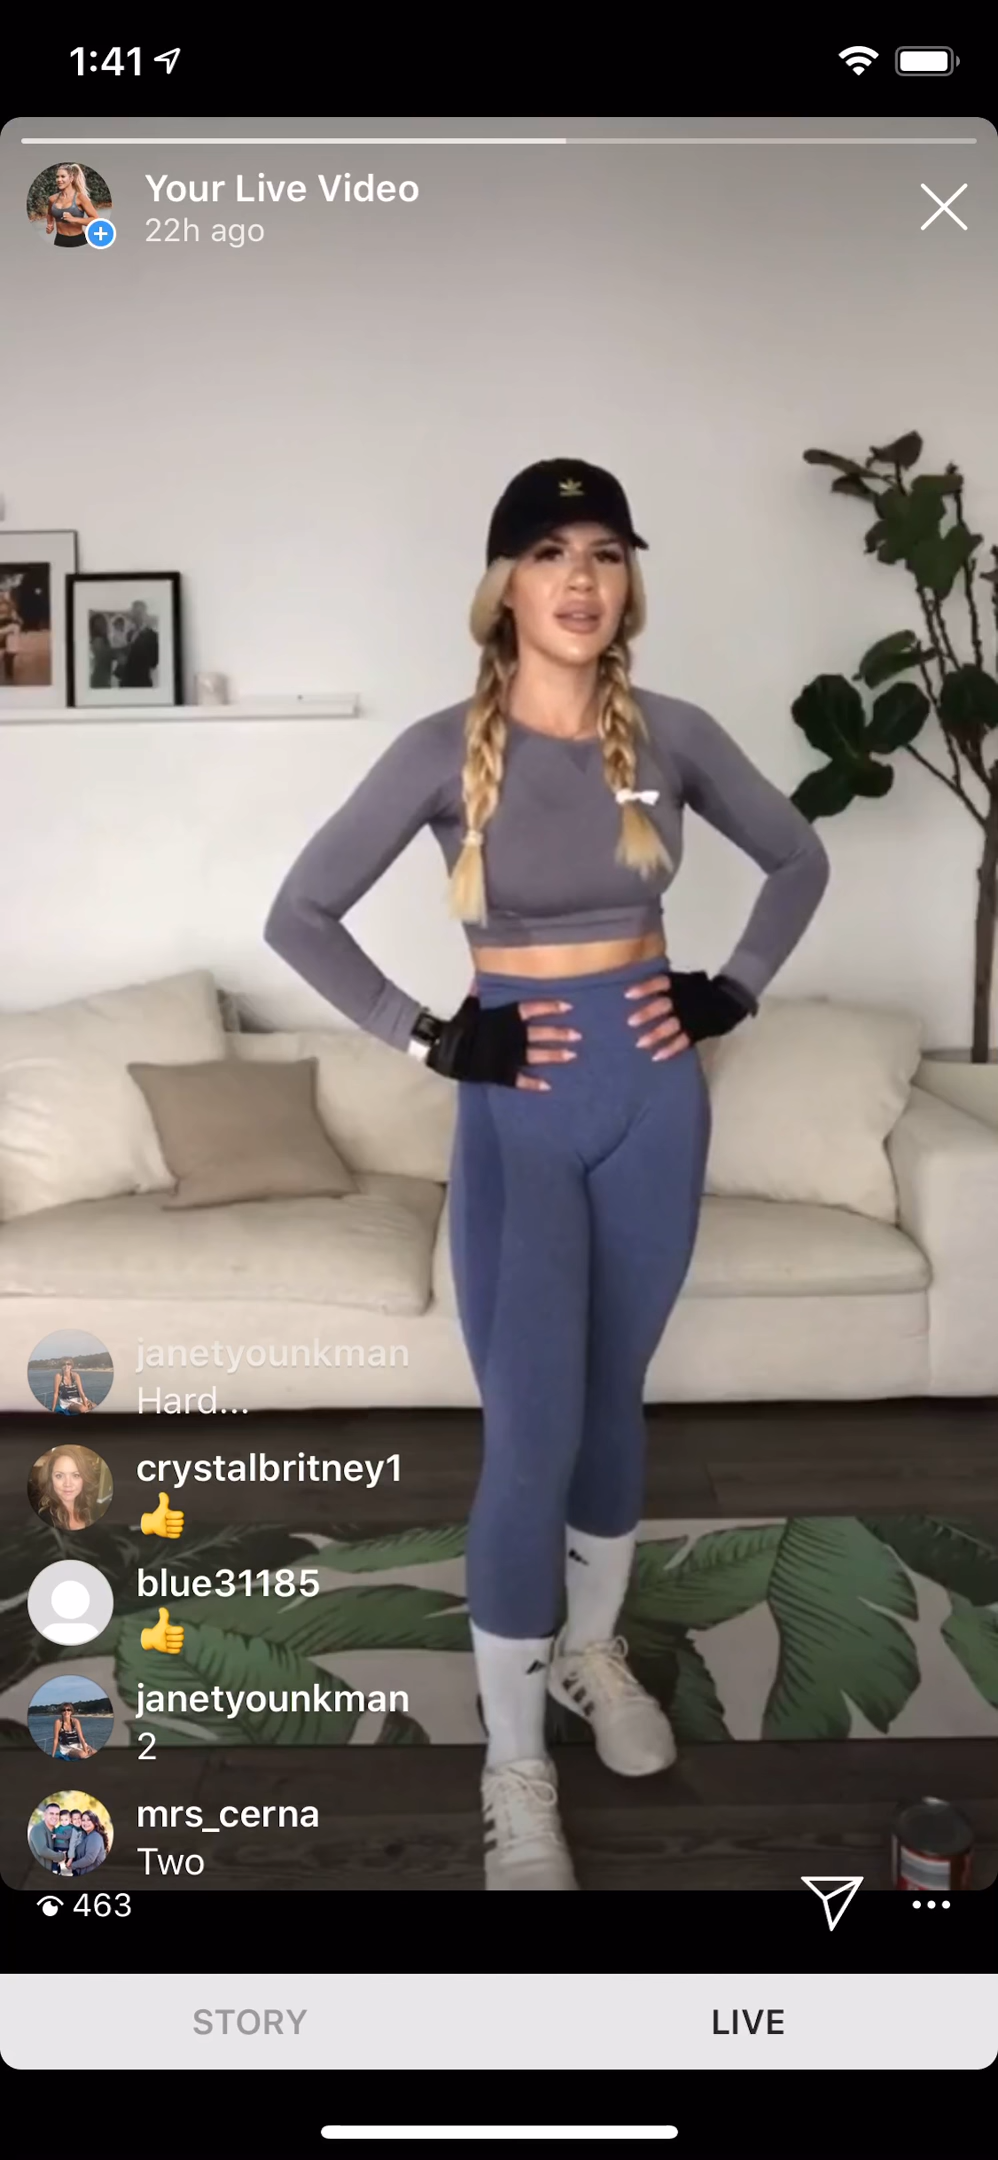 1:41
Your Live Video
22h ago
janetyounkman
Hard...
crystalbritney1
👍
blue31185
👍
janetyounkman
2
mrs_cerna
Two
463
STORY
LIVE